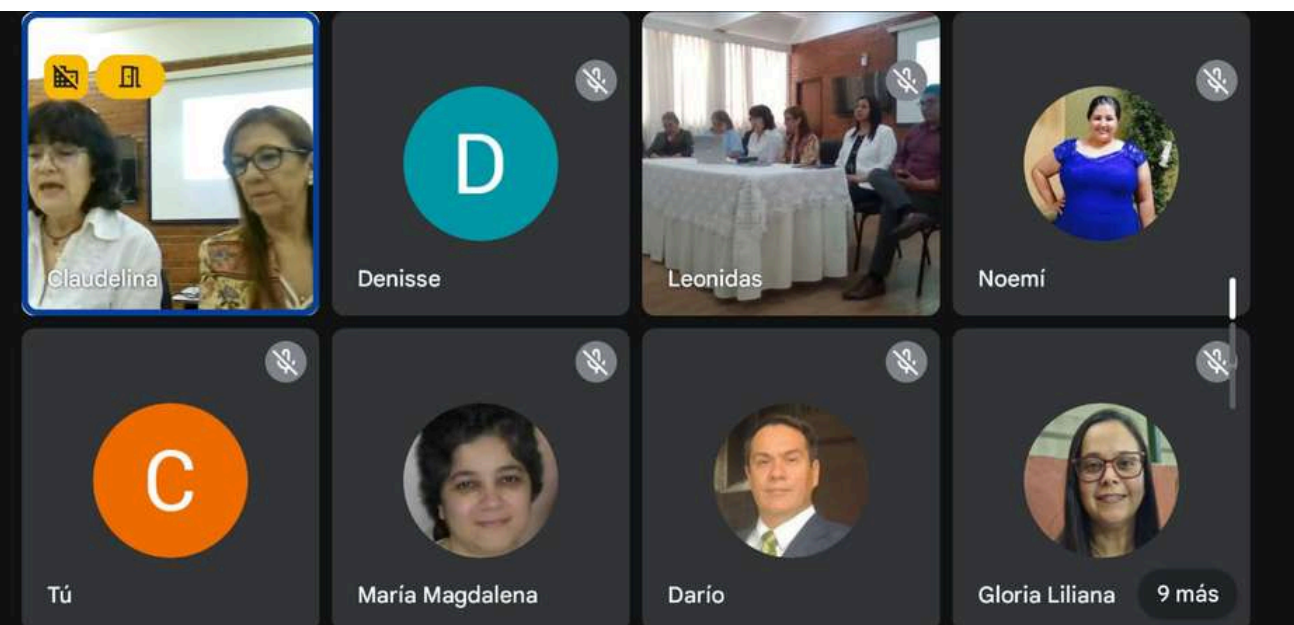 Claudelina
D
Denisse
Leonidas
Noemí
C
Tú
María Magdalena
Darío
Gloria Liliana
9 más